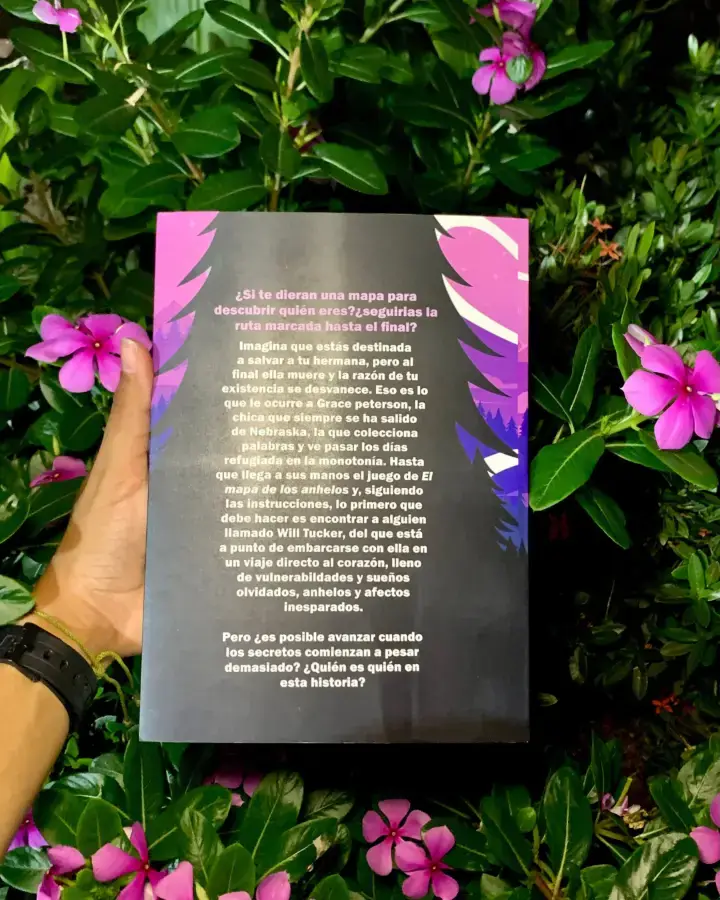 ¿Si te dieran una mapa para
descubrir quién eres?¿seguirias la
ruta marcada hasta el final?
Imagina que estás destinada
a salvar a tu hermana, pero al
final ella muere y la razón de tu
existencia se desvanece. Eso es lo
que le ocurre a Grace peterson, la
chica que siempre se ha salido
de Nebraska, la que colecciona
palabras y ve pasar los días
refugiada en la monotonía. Hasta
que llega a sus manos el juego de El
mapa de los anhelos y, siguiendo
las instrucciones, lo primero que
debe hacer es encontrar a alguien
llamado Will Tucker, del que está
a punto de embarcarse con ella en
un viaje directo al corazón, lleno
de vulnerabildades y sueños
olvidados, anhelos y afectos
inesparados.
Pero ¿es posible avanzar cuando
los secretos comienzan a pesar
demasiado? ¿Quién es quién en
esta historia?